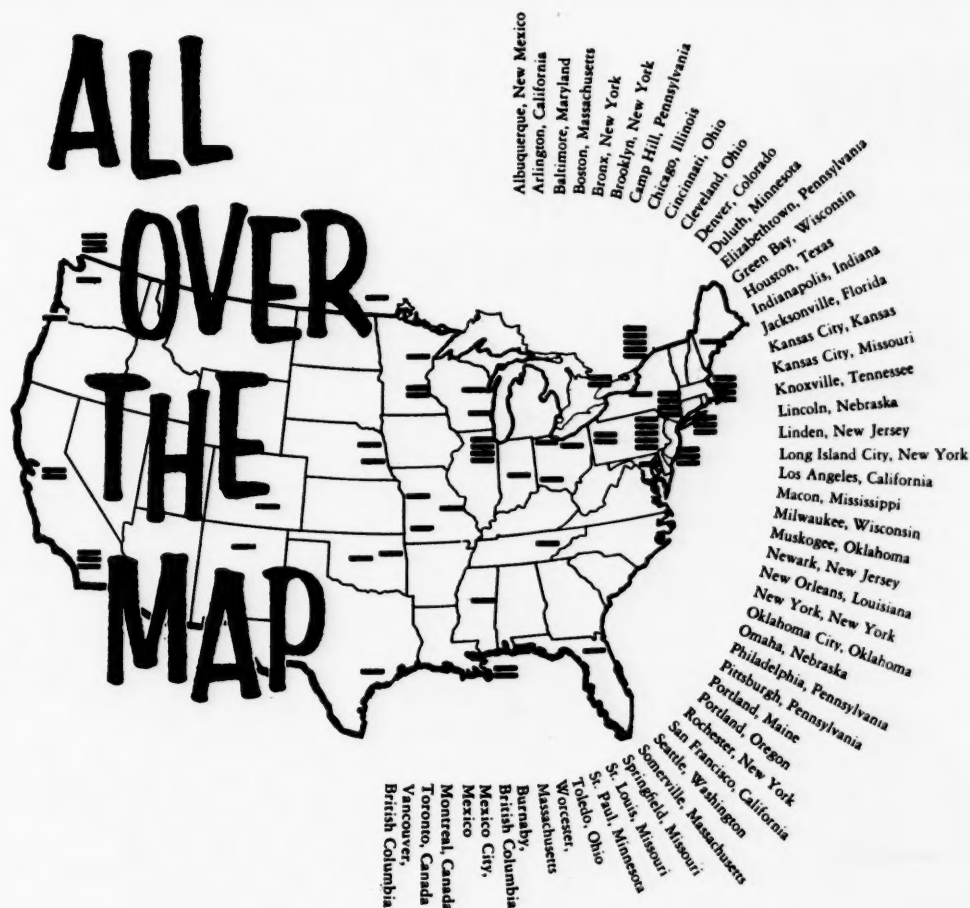 ALL
OVER
THE
MAP
Albuquerque, New Mexico
Arlington, California
Baltimore, Maryland
Boston, Massachusetts
Bronx, New York
Brooklyn, New York
Camp Hill, Pennsylvania
Chicago, Illinois
Cincinnati, Ohio
Cleveland, Ohio
Denver, Colorado
Duluth, Minnesota
Elizabethtown, Pennsylvania
Green Bay, Wisconsin
Houston, Texas
Indianapolis, Indiana
Jacksonville, Florida
Kansas City, Kansas
Kansas City, Missouri
Knoxville, Tennessee
Lincoln, Nebraska
Linden, New Jersey
Long Island City, New York
Los Angeles, California
Macon, Mississippi
Milwaukee, Wisconsin
Muskogee, Oklahoma
Newark, New Jersey
New Orleans, Louisiana
New York, New York
Oklahoma City, Oklahoma
Omaha, Nebraska
Philadelphia, Pennsylvania
Pittsburgh, Pennsylvania
Portland, Maine
Portland, Oregon
Rochester, New York
San Francisco, California
Seattle, Washington
Somerville, Massachusetts
Springfield, Missouri
St. Louis, Missouri
St. Paul, Minnesota
Toledo, Ohio
Worcester,
Massachusetts
Burnaby,
British Columbia
Mexico City,
Mexico
Montreal, Canada
Toronto, Canada
Vancouver,
British Columbia